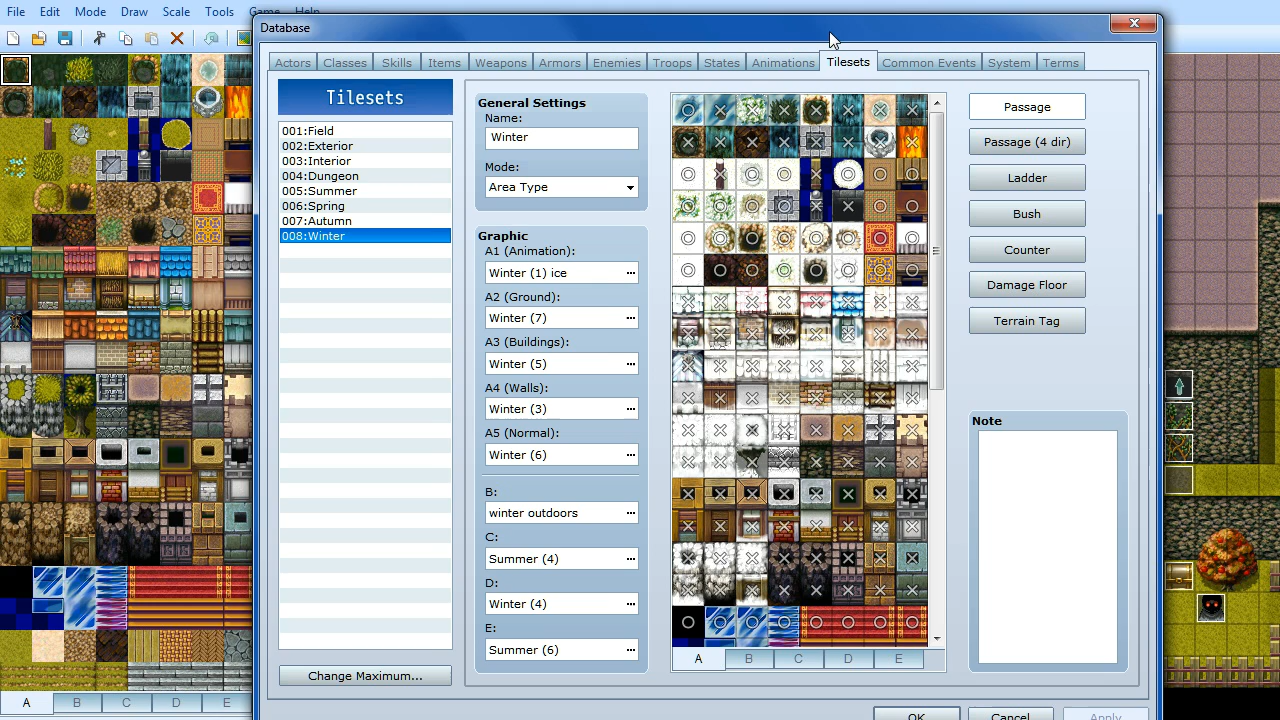 File Edit Mode Draw Scale Tools Game
Database
Actors Classes Skills Items Weapons Armors Enemies Troops States Animations Tilesets Common Events System Terms
Tilesets
001:Field
002:Exterior
003:Interior
004:Dungeon
005:Summer
006:Spring
007:Autumn
008:Winter
Change Maximum...
General Settings
Name:
Winter
Mode:
Area Type
Graphic
A1 (Animation):
Winter (1) ice
A2 (Ground):
Winter (7)
A3 (Buildings):
Winter (5)
A4 (Walls):
Winter (3)
A5 (Normal):
Winter (6)
B:
winter outdoors
C:
Summer (4)
D:
Winter (4)
E:
Summer (6)
A B C D E
Passage
Passage (4 dir)
Ladder
Bush
Counter
Damage Floor
Terrain Tag
Note
A B C D E
OK Cancel Apply